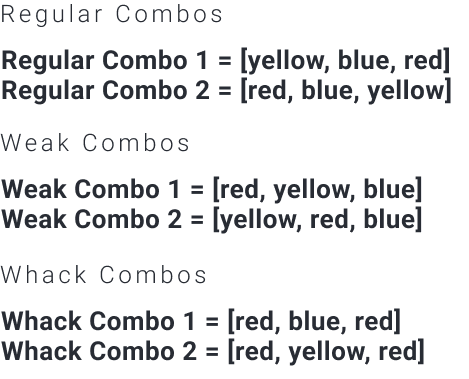 Regular Combos
Regular Combo 1 = [yellow, blue, red]
Regular Combo 2 = [red, blue, yellow]
Weak Combos
Weak Combo 1 = [red, yellow, blue]
Weak Combo 2 = [yellow, red, blue]
Whack Combos
Whack Combo 1 = [red, blue, red]
Whack Combo 2 = [red, yellow, red]